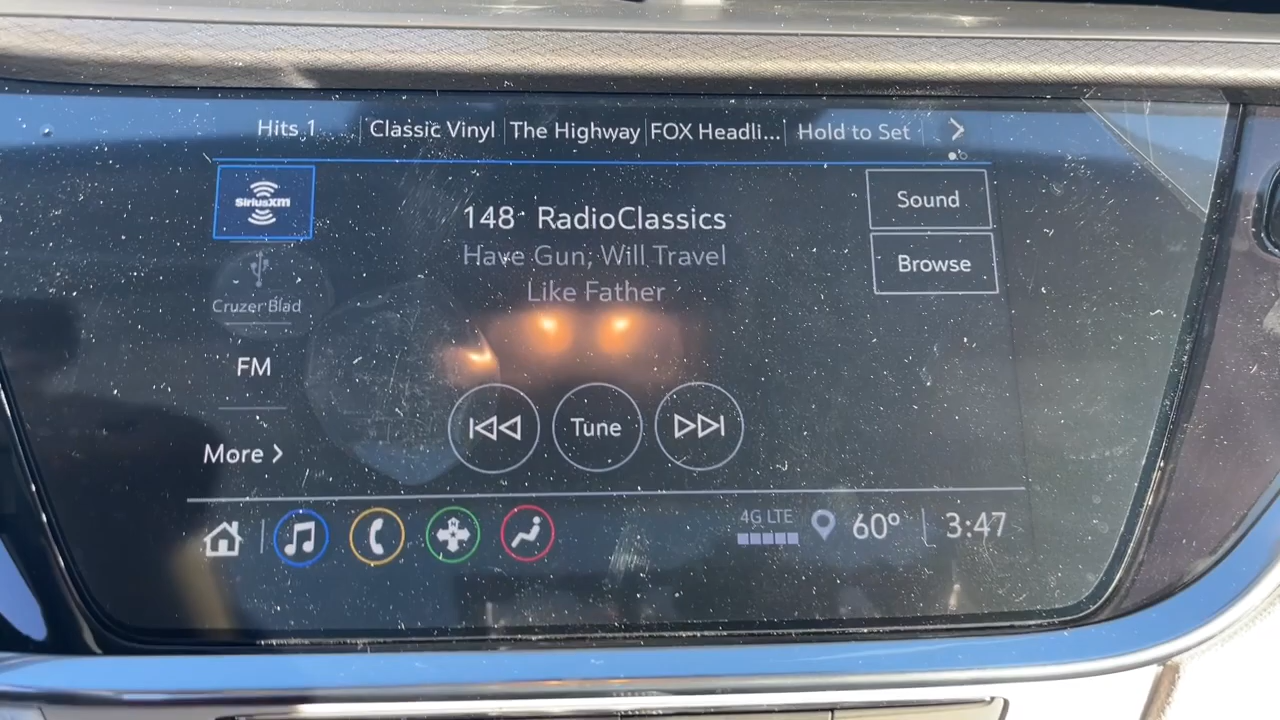 Hits 1 Classic Vinyl The Highway FOX Headli... Hold to Set
SiriusXM
148 RadioClassics
Sound
Have Gun, Will Travel
Browse
Cruzer Blad
Like Father
FM
Tune
More
4G LTE
60° 3:47